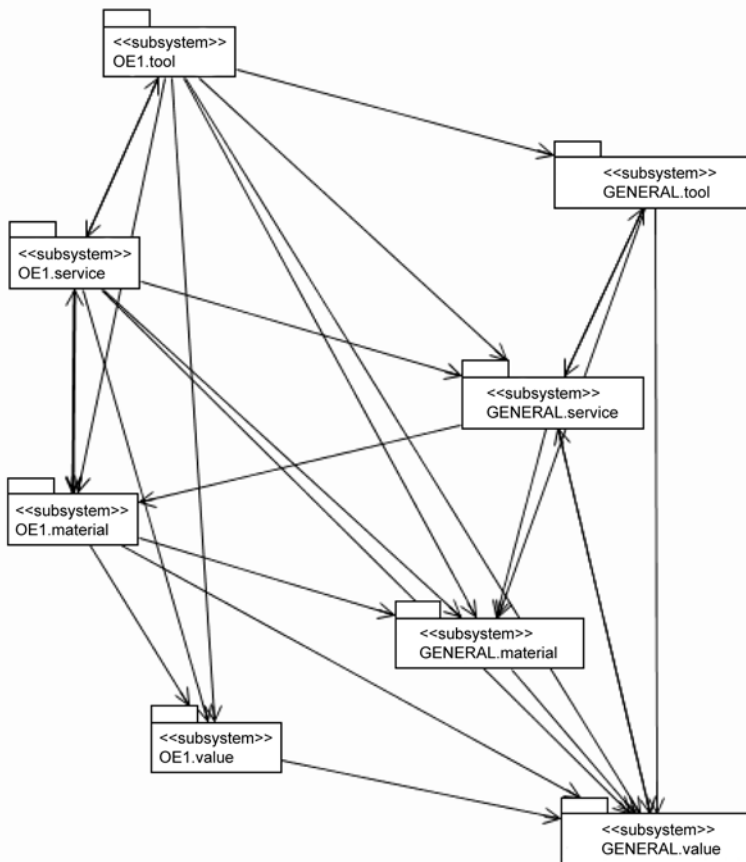 <<subsystem>>
OE1.tool
<<subsystem>>
GENERAL.tool
<<subsystem>>
OE1.service
<<subsystem>>
GENERAL.service
<<subsystem>>
OE1.material
<<subsystem>>
GENERAL.material
<<subsystem>>
OE1.value
<<subsystem>>
GENERAL.value